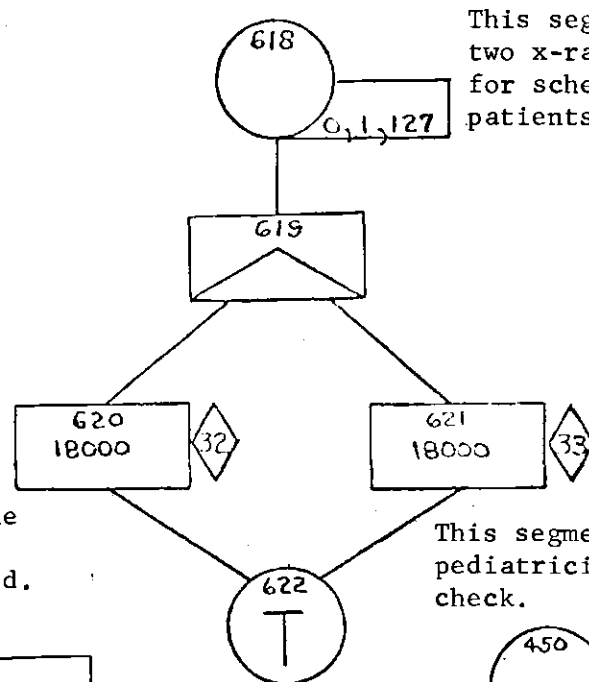 618
This seg
two x-ra
for sche
0,1,127
patients
619
620
18000
32
621
18000
33
e
d.
This segme
pediatrici
check.
622
T
450